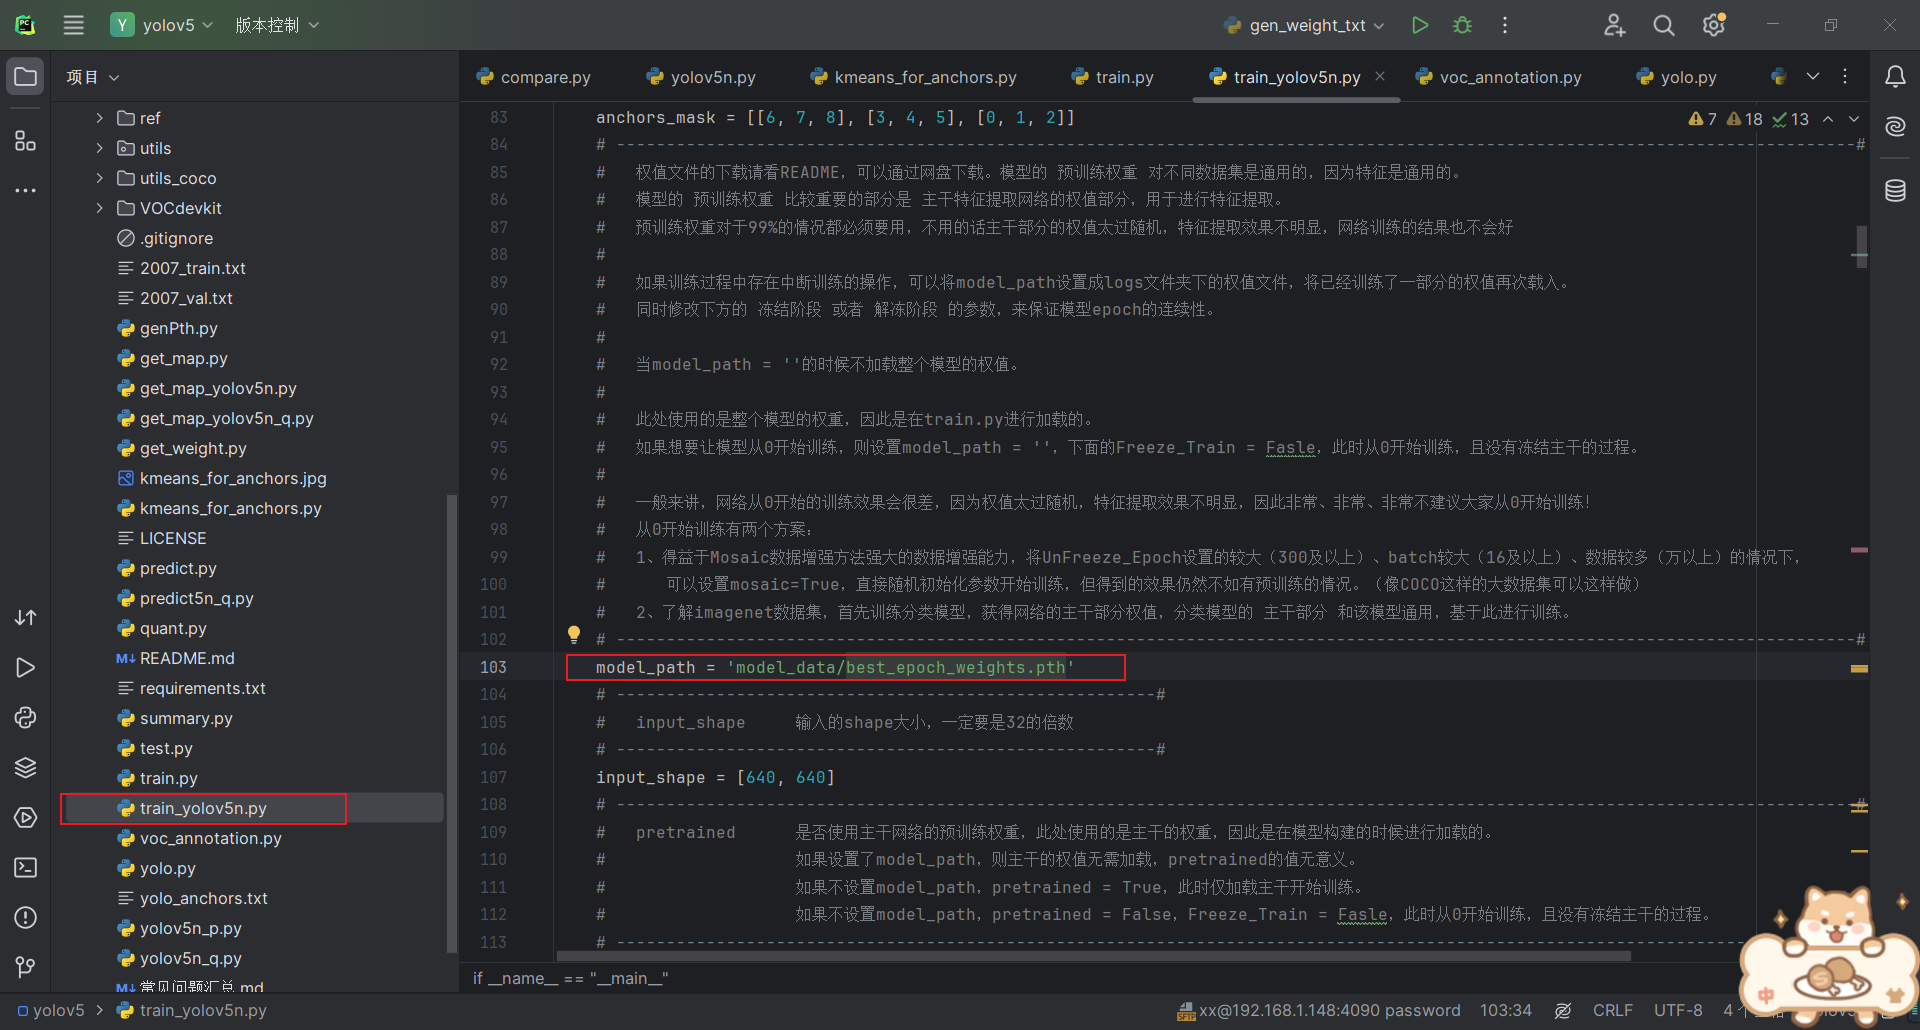 Y yolov5 版本控制 gen_weight_txt
项目
compare.py yolov5n.py kmeans_for_anchors.py train.py train_yolov5n.py voc_annotation.py yolo.py
7 18 13
ref
utils
utils_coco
VOCdevkit
.gitignore
2007_train.txt
2007_val.txt
genPth.py
get_map.py
get_map_yolov5n.py
get_map_yolov5n_q.py
get_weight.py
kmeans_for_anchors.jpg
kmeans_for_anchors.py
LICENSE
predict.py
predict5n_q.py
quant.py
README.md
requirements.txt
summary.py
test.py
train.py
train_yolov5n.py
voc_annotation.py
yolo.py
yolo_anchors.txt
yolov5n_p.py
yolov5n_q.py
常见问题汇总.md
83 anchors_mask = [[6, 7, 8], [3, 4, 5], [0, 1, 2]]
84 # ----------------------------------------------------------------------------------------------------------------------------#
85 # 权值文件的下载请看README，可以通过网盘下载。模型的 预训练权重 对不同数据集是通用的，因为特征是通用的。
86 # 模型的 预训练权重 比较重要的部分是 主干特征提取网络的权值部分，用于进行特征提取。
87 # 预训练权重对于99%的情况都必须要用，不用的话主干部分的权值太过随机，特征提取效果不明显，网络训练的结果也不会好
88 #
89 # 如果训练过程中存在中断训练的操作，可以将model_path设置成logs文件夹下的权值文件，将已经训练了一部分的权值再次载入。
90 # 同时修改下方的 冻结阶段 或者 解冻阶段 的参数，来保证模型epoch的连续性。
91 #
92 # 当model_path = ''的时候不加载整个模型的权值。
93 #
94 # 此处使用的是整个模型的权重，因此是在train.py进行加载的。
95 # 如果想要让模型从0开始训练，则设置model_path = ''，下面的Freeze_Train = Fasle，此时从0开始训练，且没有冻结主干的过程。
96 #
97 # 一般来讲，网络从0开始的训练效果会很差，因为权值太过随机，特征提取效果不明显，因此非常、非常、非常不建议大家从0开始训练！
98 # 从0开始训练有两个方案：
99 # 1、得益于Mosaic数据增强方法强大的数据增强能力，将UnFreeze_Epoch设置的较大（300及以上）、batch较大（16及以上）、数据较多（万以上）的情况下，
100 # 可以设置mosaic=True，直接随机初始化参数开始训练，但得到的效果仍然不如有预训练的情况。（像COCO这样的大数据集可以这样做）
101 # 2、了解imagenet数据集，首先训练分类模型，获得网络的主干部分权值，分类模型的 主干部分 和该模型通用，基于此进行训练。
102 # ----------------------------------------------------------------------------------------------------------------------------#
103 model_path = 'model_data/best_epoch_weights.pth'
104 # ------------------------------------------------------#
105 # input_shape 输入的shape大小，一定要是32的倍数
106 # ------------------------------------------------------#
107 input_shape = [640, 640]
108 # ----------------------------------------------------------------------------------------------------------------------------#
109 # pretrained 是否使用主干网络的预训练权重，此处使用的是主干的权重，因此是在模型构建的时候进行加载的。
110 # 如果设置了model_path，则主干的权值无需加载，pretrained的值无意义。
111 # 如果不设置model_path，pretrained = True，此时仅加载主干开始训练。
112 # 如果不设置model_path，pretrained = False，Freeze_Train = Fasle，此时从0开始训练，且没有冻结主干的过程。
113 # ------------------------------------------------------------------------------------------------------------------
if __name__ == "__main__"
yolov5 train_yolov5n.py xx@192.168.1.148:4090 password 103:34 CRLF UTF-8 4
中